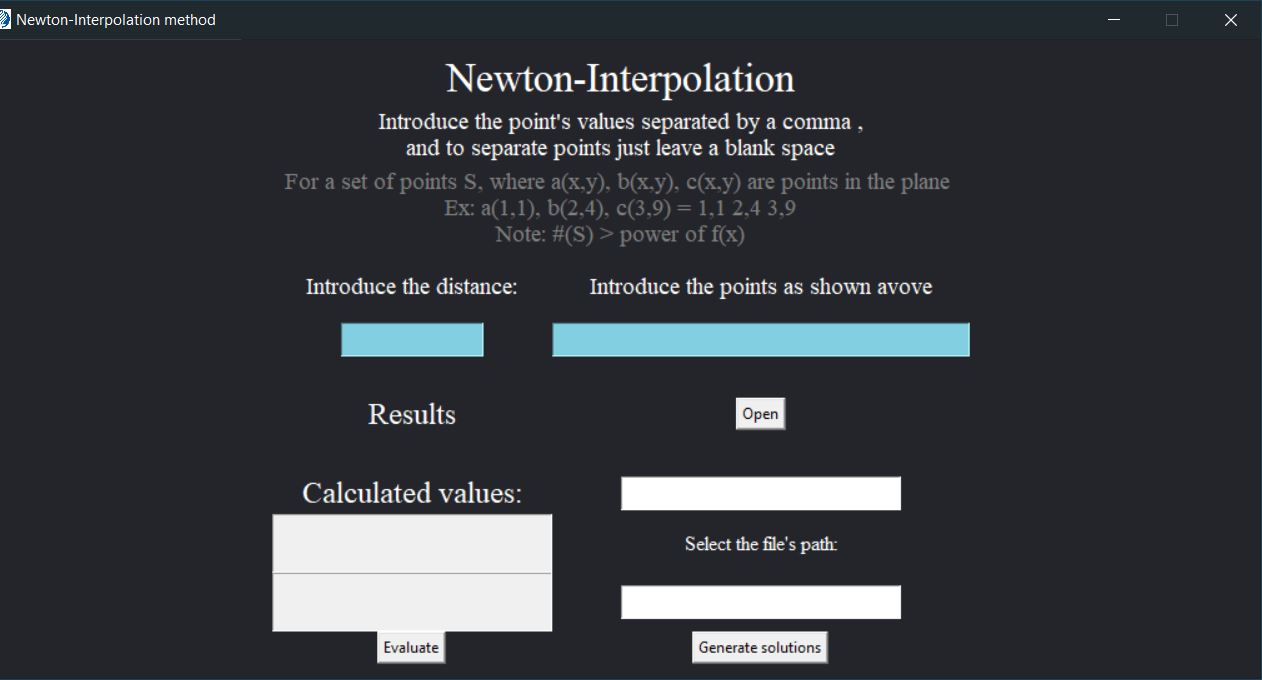 Newton-Interpolation method
Newton-Interpolation
Introduce the point's values separated by a comma ,
and to separate points just leave a blank space
For a set of points S, where a(x,y), b(x,y), c(x,y) are points in the plane
Ex: a(1,1), b(2,4), c(3,9) = 1,1 2,4 3,9
Note: #(S) > power of f(x)
Introduce the distance:
Introduce the points as shown avove
Results
Open
Calculated values:
Select the file's path:
Evaluate
Generate solutions